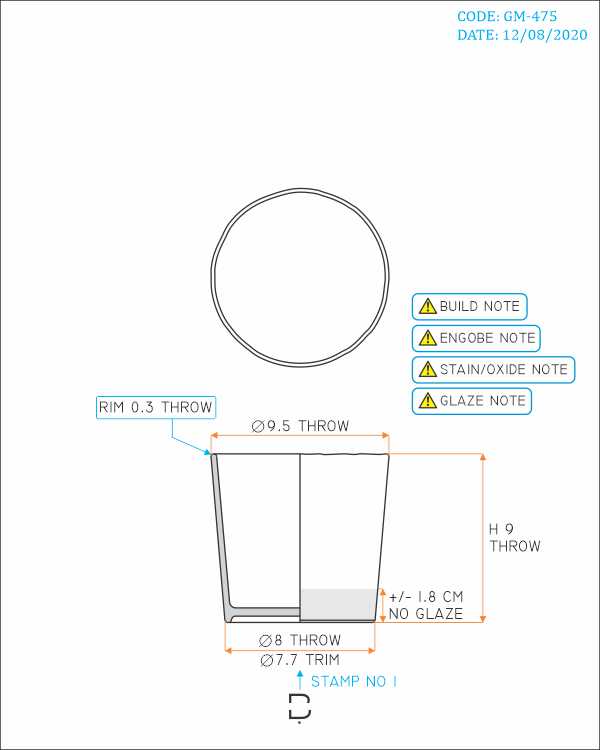 CODE: GM-475
DATE: 12/08/2020
BUILD NOTE
ENGOBE NOTE
STAIN/OXIDE NOTE
GLAZE NOTE
RIM 0.3 THROW
∅9.5 THROW
H 9
THROW
+/- 1.8 CM
NO GLAZE
∅8 THROW
∅7.7 TRIM
STAMP NO 1